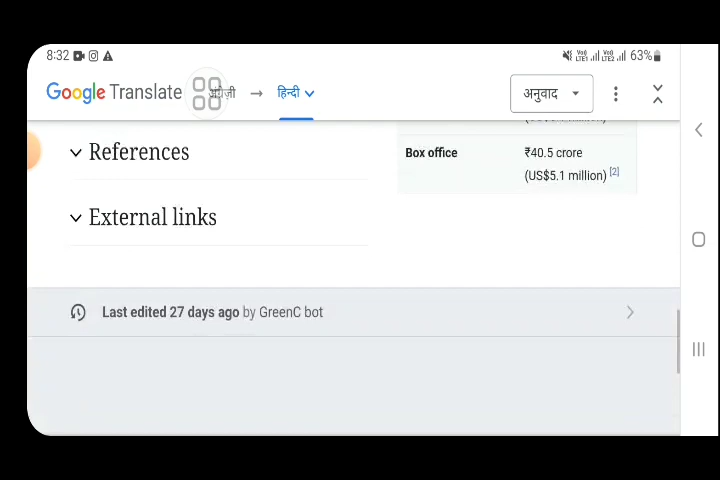 8:32 63%
Google Translate अंग्रेज़ी → हिन्दी अनुवाद
References
Box office ₹40.5 crore
(US$5.1 million) [2]
External links
Last edited 27 days ago by GreenC bot